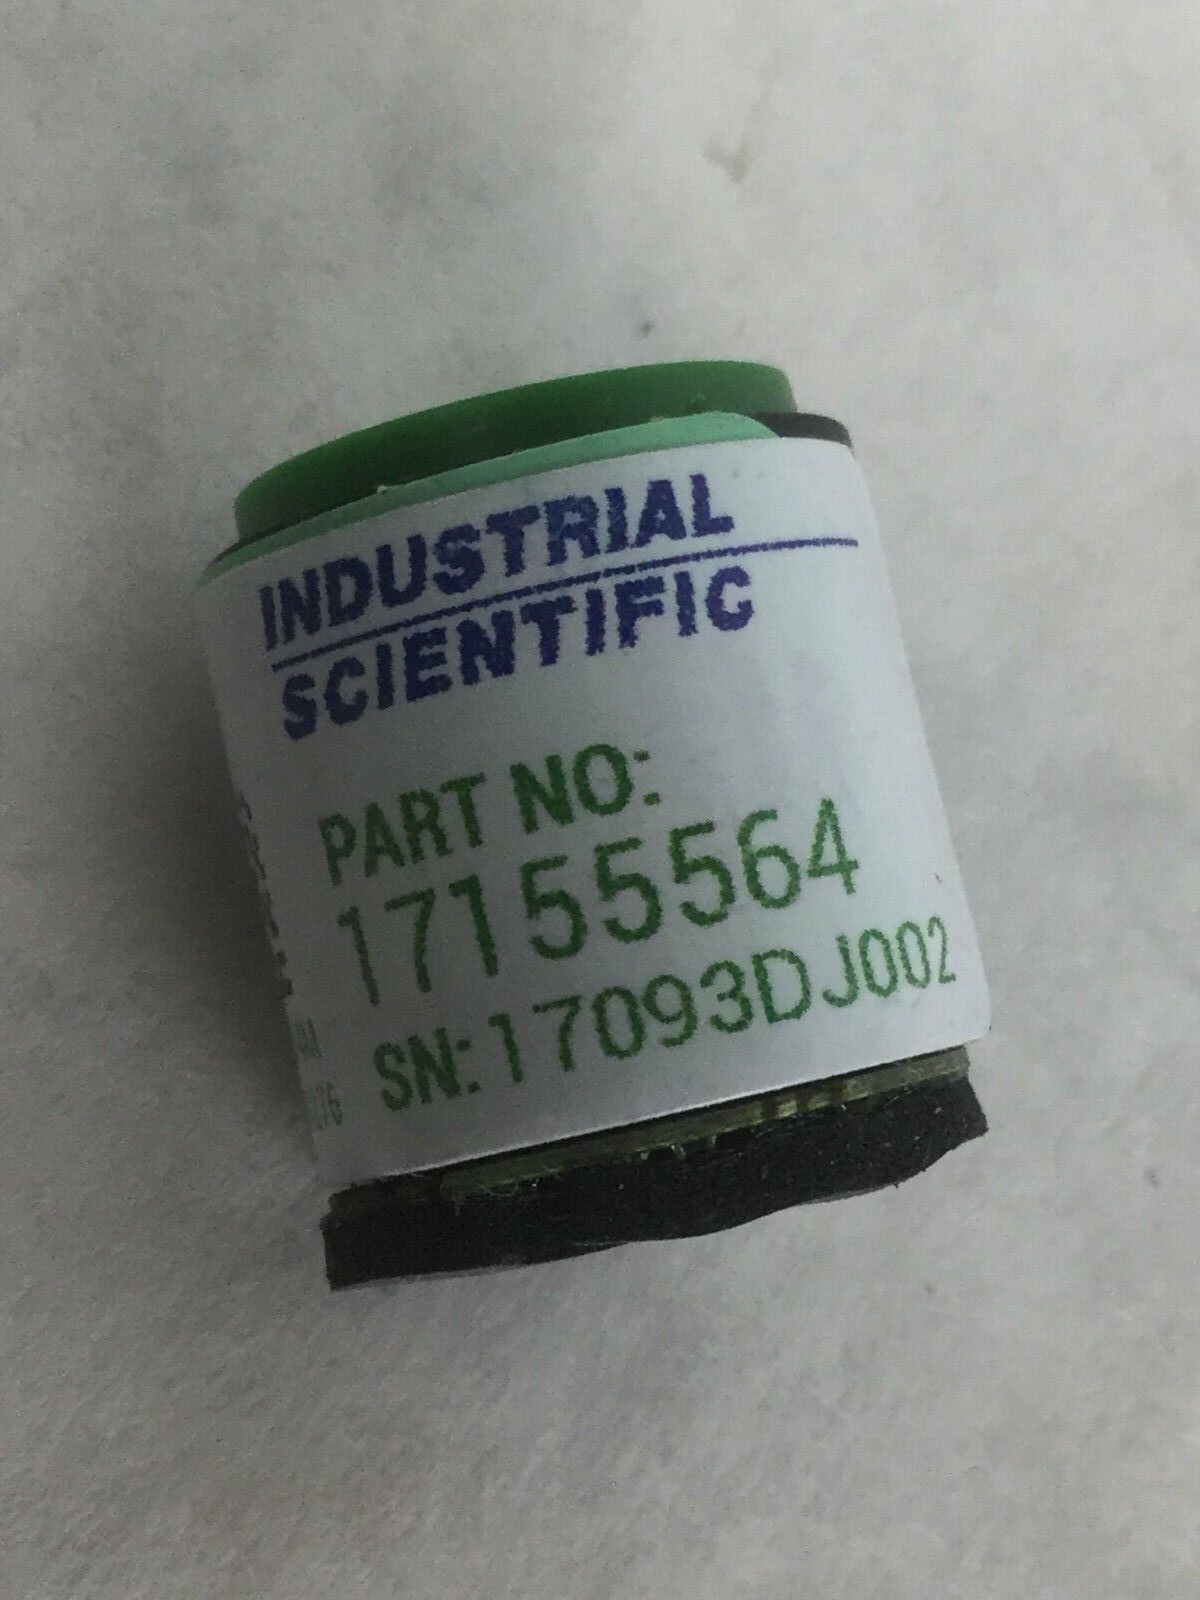 INDUSTRIAL
SCIENTIFIC
PART NO:
17155564
SN:17093DJ002